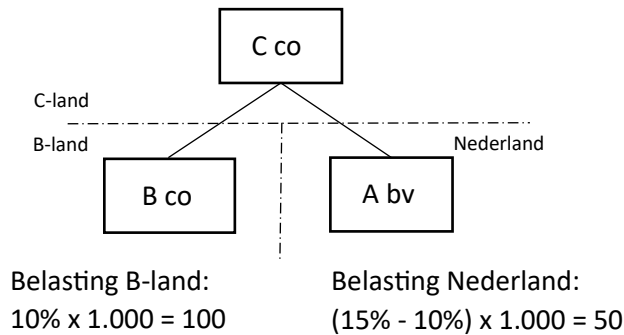 C co
C-land
B-land
Nederland
B co
A bv
Belasting B-land:
10% x 1.000 = 100
Belasting Nederland:
(15% - 10%) x 1.000 = 50